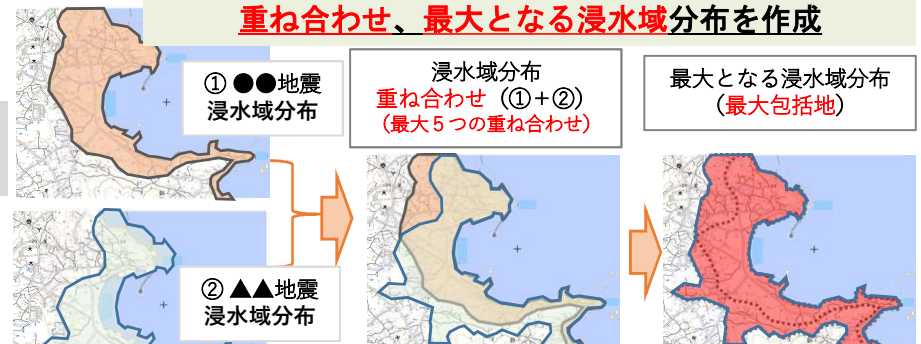 重ね合わせ、最大となる浸水域分布を作成
① ●●地震
浸水域分布
② ▲▲地震
浸水域分布
浸水域分布
重ね合わせ（①＋②）
（最大５つの重ね合わせ）
最大となる浸水域分布
（最大包括地）